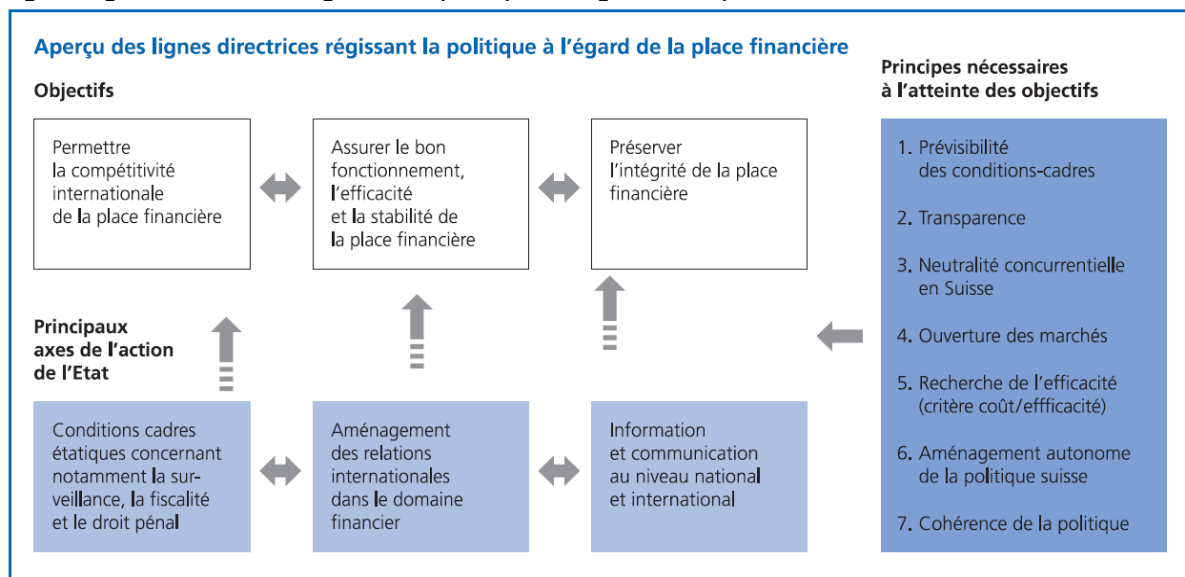 Aperçu des lignes directrices régissant la politique à l'égard de la place financière
Objectifs
Permettre
la compétitivité
internationale
de la place financière
Assurer le bon
fonctionnement,
l'efficacité
et la stabilité de
la place financière
Préserver
l'intégrité de la place
financière
Principaux
axes de l'action
de l'Etat
Conditions cadres
étatiques concernant
notamment la sur-
veillance, la fiscalité
et le droit pénal
Aménagement
des relations
internationales
dans le domaine
financier
Information
et communication
au niveau national
et international
Principes nécessaires
à l'atteinte des objectifs
1. Prévisibilité
des conditions-cadres
2. Transparence
3. Neutralité concurrentielle
en Suisse
4. Ouverture des marchés
5. Recherche de l'efficacité
(critère coût/effficacité)
6. Aménagement autonome
de la politique suisse
7. Cohérence de la politique